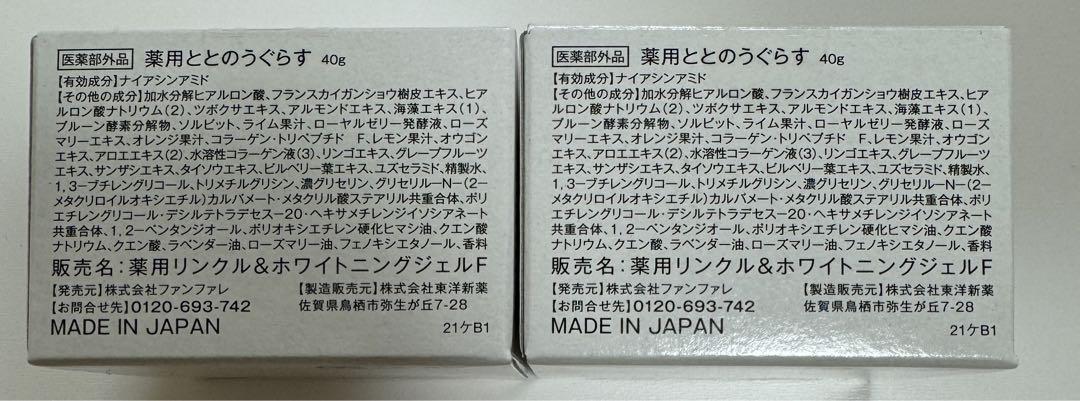 医薬部外品 薬用ととのうぐらす 40g
【有効成分】ナイアシンアミド
【その他の成分】加水分解ヒアルロン酸、フランスカイガンショウ樹皮エキス、ヒア
ルロン酸ナトリウム(2)、ツボクサエキス、アルモンドエキス、海藻エキス(1)、
プルーン酵素分解物、ソルビット、ライム果汁、ローヤルゼリー発酵液、ローズ
マリーエキス、オレンジ果汁、コラーゲン・トリペプチド F、レモン果汁、オウゴン
エキス、アロエエキス(2)、水溶性コラーゲン液(3)、リンゴエキス、グレープフルーツ
エキス、サンザシエキス、タイソウエキス、ビルベリー葉エキス、ユズセラミド、精製水、
1,3-ブチレングリコール、トリメチルグリシン、濃グリセリン、グリセリル-N-(2-
メタクリロイルオキシエチル)カルバメート・メタクリル酸ステアリル共重合体、ポリ
エチレングリコール・デシルテトラデセス-20・ヘキサメチレンジイソシアネート
共重合体、1,2-ペンタンジオール、ポリオキシエチレン硬化ヒマシ油、クエン酸
ナトリウム、クエン酸、ラベンダー油、ローズマリー油、フェノキシエタノール、香料
販売名:薬用リンクル&ホワイトニングジェルF
【発売元】株式会社ファンファレ 【製造販売元】株式会社東洋新薬
【お問合せ先】0120-693-742 佐賀県鳥栖市弥生が丘7-28
MADE IN JAPAN 21ケB1
医薬部外品 薬用ととのうぐらす 40g
【有効成分】ナイアシンアミド
【その他の成分】加水分解ヒアルロン酸、フランスカイガンショウ樹皮エキス、ヒア
ルロン酸ナトリウム(2)、ツボクサエキス、アルモンドエキス、海藻エキス(1)、
プルーン酵素分解物、ソルビット、ライム果汁、ローヤルゼリー発酵液、ローズ
マリーエキス、オレンジ果汁、コラーゲン・トリペプチド F、レモン果汁、オウゴン
エキス、アロエエキス(2)、水溶性コラーゲン液(3)、リンゴエキス、グレープフルーツ
エキス、サンザシエキス、タイソウエキス、ビルベリー葉エキス、ユズセラミド、精製水、
1,3-ブチレングリコール、トリメチルグリシン、濃グリセリン、グリセリル-N-(2-
メタクリロイルオキシエチル)カルバメート・メタクリル酸ステアリル共重合体、ポリ
エチレングリコール・デシルテトラデセス-20・ヘキサメチレンジイソシアネート
共重合体、1,2-ペンタンジオール、ポリオキシエチレン硬化ヒマシ油、クエン酸
ナトリウム、クエン酸、ラベンダー油、ローズマリー油、フェノキシエタノール、香料
販売名:薬用リンクル&ホワイトニングジェルF
【発売元】株式会社ファンファレ 【製造販売元】株式会社東洋新薬
【お問合せ先】0120-693-742 佐賀県鳥栖市弥生が丘7-28
MADE IN JAPAN 21ケB1